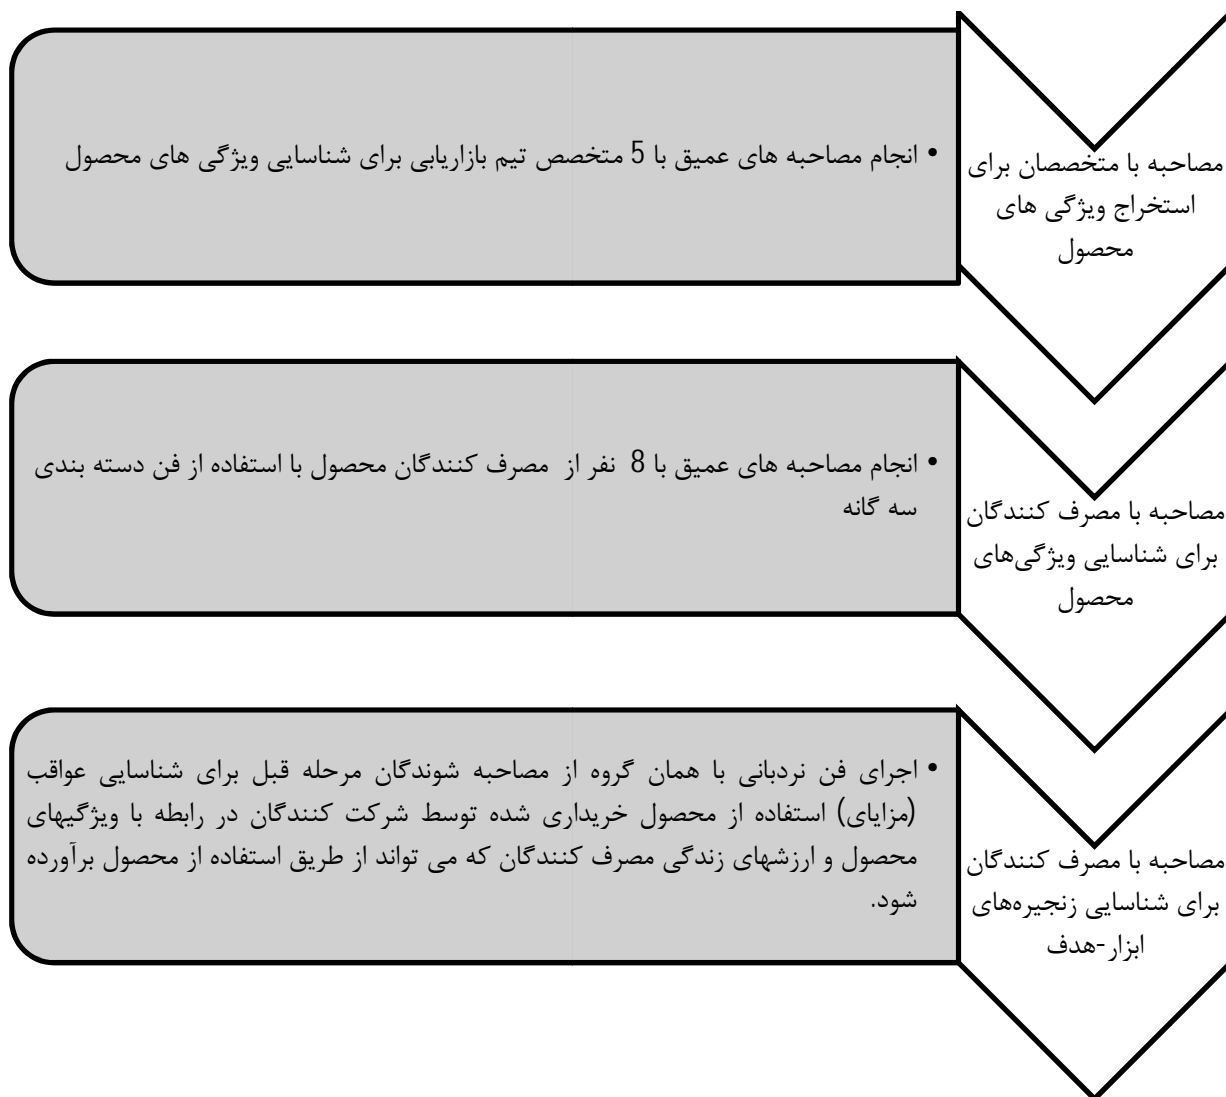 مصاحبه با متخصصان برای
استخراج ویژگی های
محصول
• انجام مصاحبه های عمیق با 5 متخصص تیم بازاریابی برای شناسایی ویژگی های محصول
مصاحبه با مصرف کنندگان
برای شناسایی ویژگی‌های
محصول
• انجام مصاحبه های عمیق با 8 نفر از مصرف کنندگان محصول با استفاده از فن دسته بندی
سه گانه
مصاحبه با مصرف کنندگان
برای شناسایی زنجیره‌های
ابزار-هدف
• اجرای فن نردبانی با همان گروه از مصاحبه شوندگان مرحله قبل برای شناسایی عواقب
(مزایای) استفاده از محصول خریداری شده توسط شرکت کنندگان در رابطه با ویژگیهای
محصول و ارزشهای زندگی مصرف کنندگان که می تواند از طریق استفاده از محصول برآورده
شود.